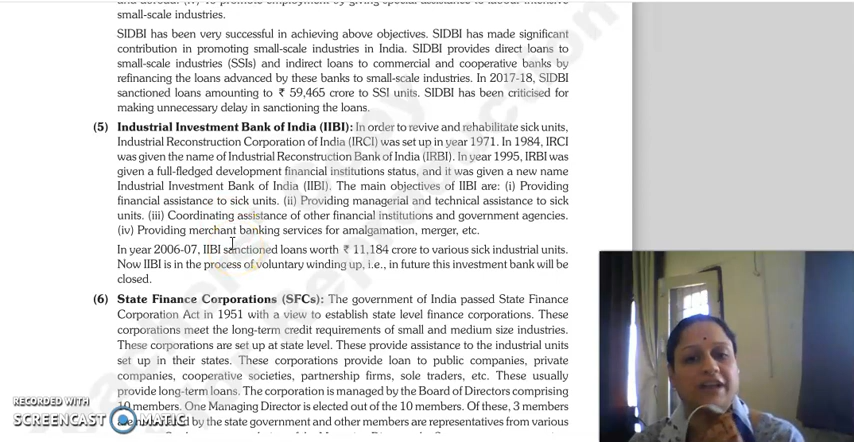 and abroad. (iv) To promote employment by giving special assistance to labour-intensive
small-scale industries.
SIDBI has been very successful in achieving above objectives. SIDBI has made significant
contribution in promoting small-scale industries in India. SIDBI provides direct loans to
small-scale industries (SSIs) and indirect loans to commercial and cooperative banks by
refinancing the loans advanced by these banks to small-scale industries. In 2017-18, SIDBI
sanctioned loans amounting to ₹ 59,465 crore to SSI units. SIDBI has been criticised for
making unnecessary delay in sanctioning the loans.
(5) Industrial Investment Bank of India (IIBI): In order to revive and rehabilitate sick units,
Industrial Reconstruction Corporation of India (IRCI) was set up in year 1971. In 1984, IRCI
was given the name of Industrial Reconstruction Bank of India (IRBI). In year 1995, IRBI was
given a full-fledged development financial institutions status, and it was given a new name
Industrial Investment Bank of India (IIBI). The main objectives of IIBI are: (i) Providing
financial assistance to sick units. (ii) Providing managerial and technical assistance to sick
units. (iii) Coordinating assistance of other financial institutions and government agencies.
(iv) Providing merchant banking services for amalgamation, merger, etc.
In year 2006-07, IIBI sanctioned loans worth ₹ 11,184 crore to various sick industrial units.
Now IIBI is in the process of voluntary winding up, i.e., in future this investment bank will be
closed.
(6) State Finance Corporations (SFCs): The government of India passed State Finance
Corporation Act in 1951 with a view to establish state level finance corporations. These
corporations meet the long-term credit requirements of small and medium size industries.
These corporations are set up at state level. These provide assistance to the industrial units
set up in their states. These corporations provide loan to public companies, private
companies, cooperative societies, partnership firms, sole traders, etc. These usually
provide long-term loans. The corporation is managed by the Board of Directors comprising
10 members. One Managing Director is elected out of the 10 members. Of these, 3 members
by the state government and other members are representatives from various
RECORDED WITH
SCREENCAST MATIC